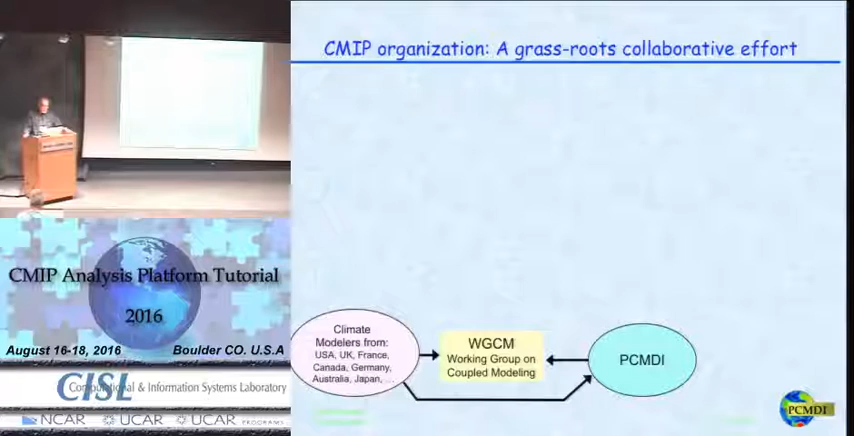 CMIP organization: A grass-roots collaborative effort
CMIP Analysis Platform Tutorial
2016
August 16-18, 2016 Boulder CO. U.S.A
CISL
Computational & Information Systems Laboratory
NCAR UCAR UCAR PROGRAMS
Climate
Modelers from:
USA, UK, France,
Canada, Germany,
Australia, Japan, ...
WGCM
Working Group on
Coupled Modeling
PCMDI
PCMDI